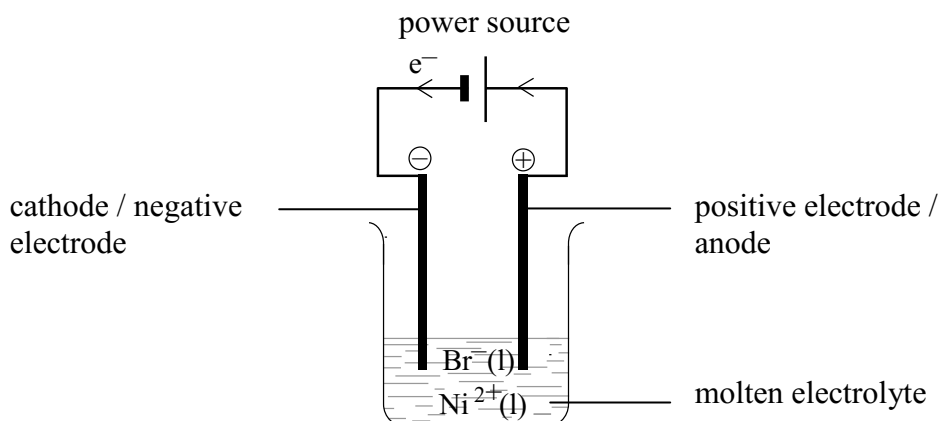 power source
e⁻
⊖ ⊕
cathode / negative
electrode
positive electrode /
anode
Br⁻(l)
Ni²⁺(l)
molten electrolyte